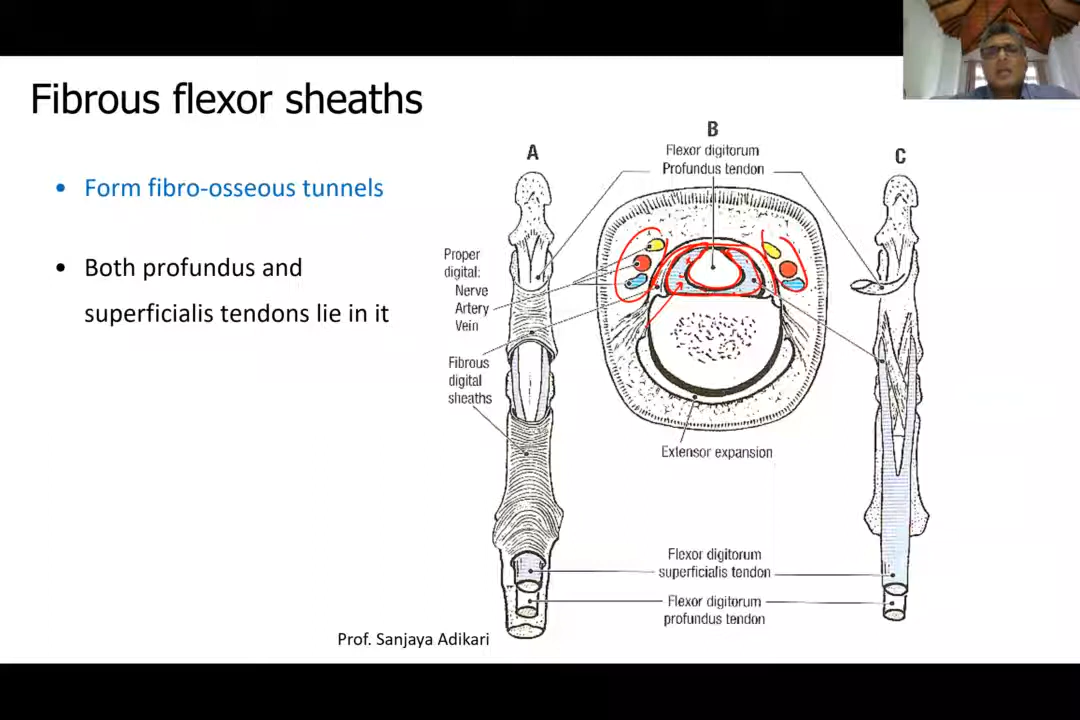 Fibrous flexor sheaths
• Form fibro-osseous tunnels
• Both profundus and
superficialis tendons lie in it
A
B
C
Flexor digitorum
Profundus tendon
Proper
digital:
Nerve
Artery
Vein
Fibrous
digital
sheaths
Extensor expansion
Flexor digitorum
superficialis tendon
Flexor digitorum
profundus tendon
Prof. Sanjaya Adikari